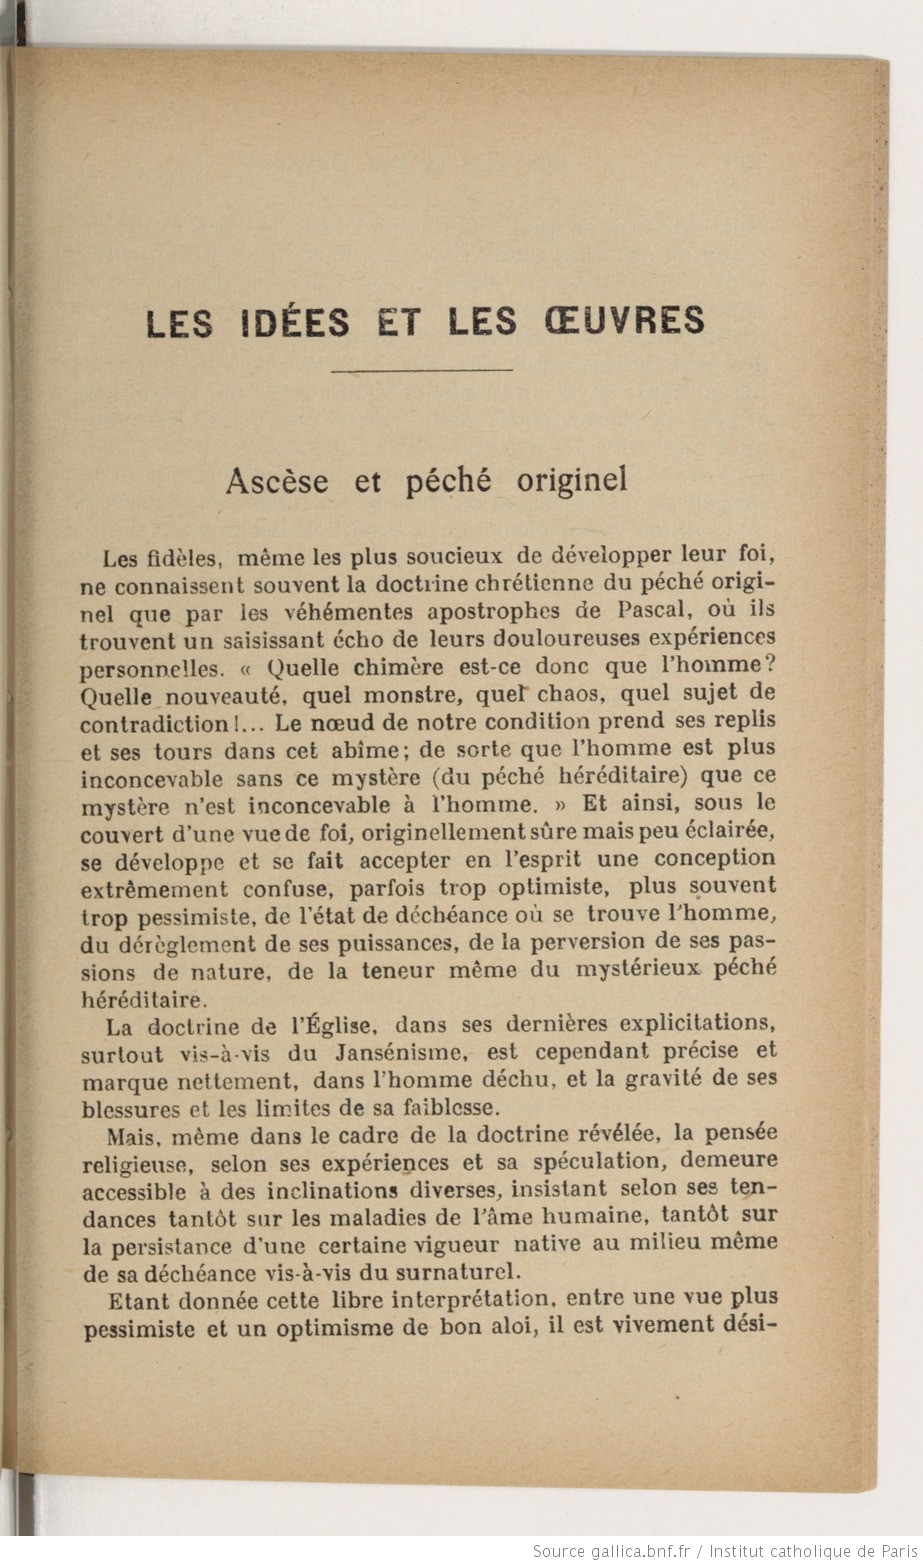 LES IDÉES ET LES ŒUVRES
Ascèse et péché originel
Les fidèles, même les plus soucieux de développer leur foi,
ne connaissent souvent la doctrine chrétienne du péché origi-
nel que par les véhémentes apostrophes de Pascal, où ils
trouvent un saisissant écho de leurs douloureuses expériences
personnelles. « Quelle chimère est-ce donc que l'homme?
Quelle nouveauté, quel monstre, quel chaos, quel sujet de
contradiction!... Le nœud de notre condition prend ses replis
et ses tours dans cet abîme; de sorte que l'homme est plus
inconcevable sans ce mystère (du péché héréditaire) que ce
mystère n'est inconcevable à l'homme. » Et ainsi, sous le
couvert d'une vue de foi, originellement sûre mais peu éclairée,
se développe et se fait accepter en l'esprit une conception
extrêmement confuse, parfois trop optimiste, plus souvent
trop pessimiste, de l'état de déchéance où se trouve l'homme,
du dérèglement de ses puissances, de la perversion de ses pas-
sions de nature, de la teneur même du mystérieux péché
héréditaire.
La doctrine de l'Église, dans ses dernières explicitations,
surtout vis-à-vis du Jansénisme, est cependant précise et
marque nettement, dans l'homme déchu, et la gravité de ses
blessures et les limites de sa faiblesse.
Mais, même dans le cadre de la doctrine révélée, la pensée
religieuse, selon ses expériences et sa spéculation, demeure
accessible à des inclinations diverses, insistant selon ses ten-
dances tantôt sur les maladies de l'âme humaine, tantôt sur
la persistance d'une certaine vigueur native au milieu même
de sa déchéance vis-à-vis du surnaturel.
Etant donnée cette libre interprétation, entre une vue plus
pessimiste et un optimisme de bon aloi, il est vivement dési-
Source gallica.bnf.fr / Institut catholique de Paris